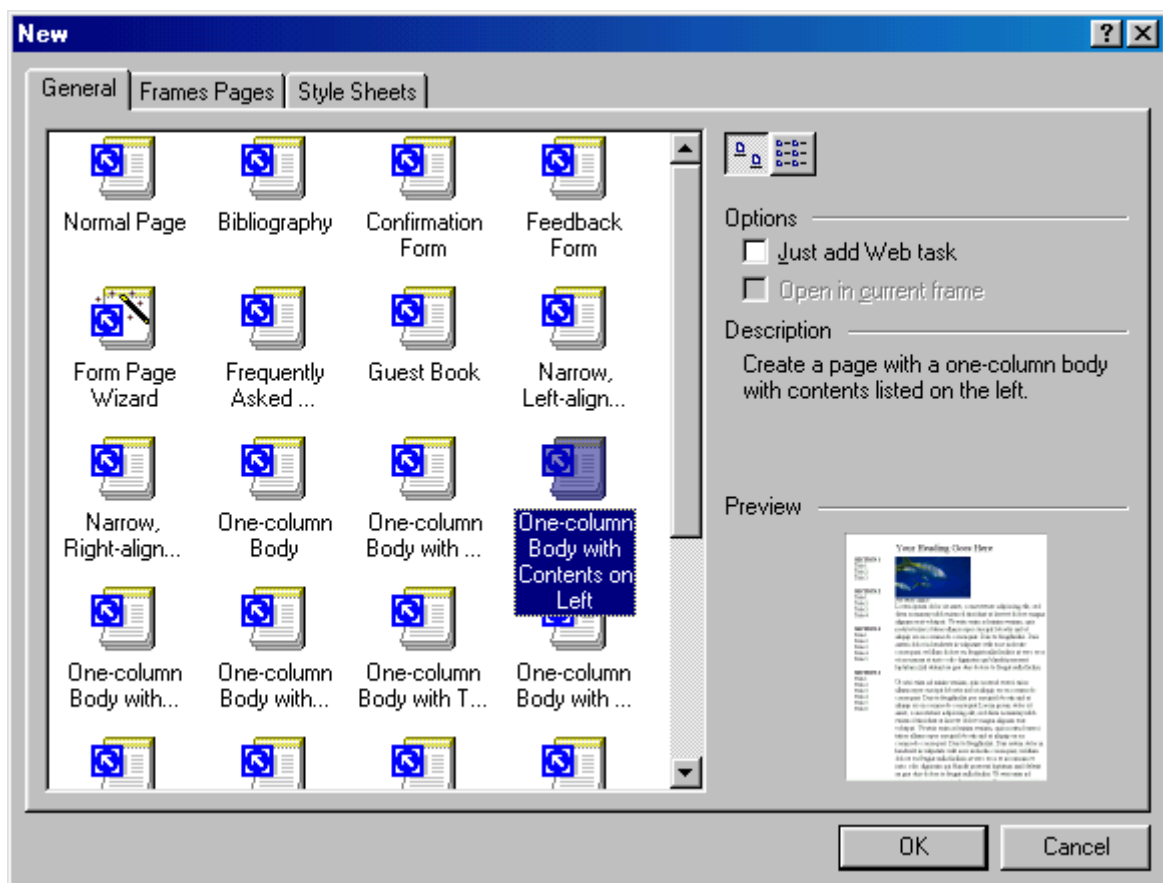 New
General
Frames Pages
Style Sheets
Normal Page
Bibliography
Confirmation
Form
Feedback
Form
Form Page
Wizard
Frequently
Asked ...
Guest Book
Narrow,
Left-align...
Narrow,
Right-align...
One-column
Body
One-column
Body with ...
One-column
Body with
Contents on
Left
One-column
Body with...
One-column
Body with...
One-column
Body with T...
One-column
Body with ...
Options
Just add Web task
Open in current frame
Description
Create a page with a one-column body
with contents listed on the left.
Preview
Your Heading Goes Here
OK
Cancel